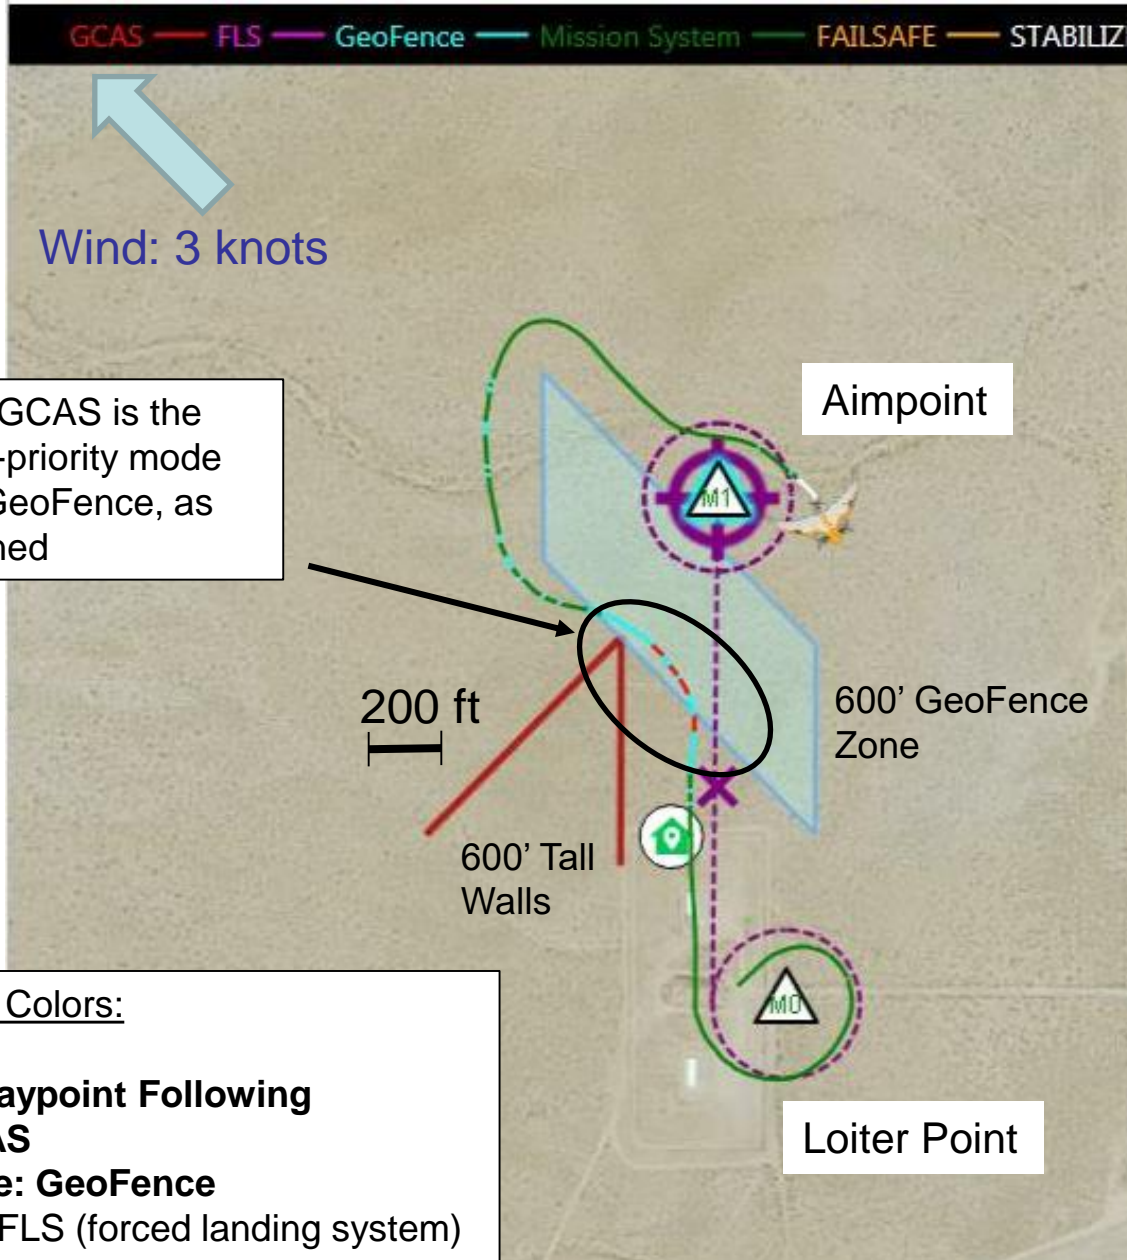 GCAS FLS GeoFence Mission System FAILSAFE STABILIZ
Wind: 3 knots
GCAS is the
-priority mode
GeoFence, as
ned
Aimpoint
M1
200 ft
600' GeoFence
Zone
600' Tall
Walls
M0
Colors:
aypoint Following
AS
e: GeoFence
FLS (forced landing system)
Loiter Point